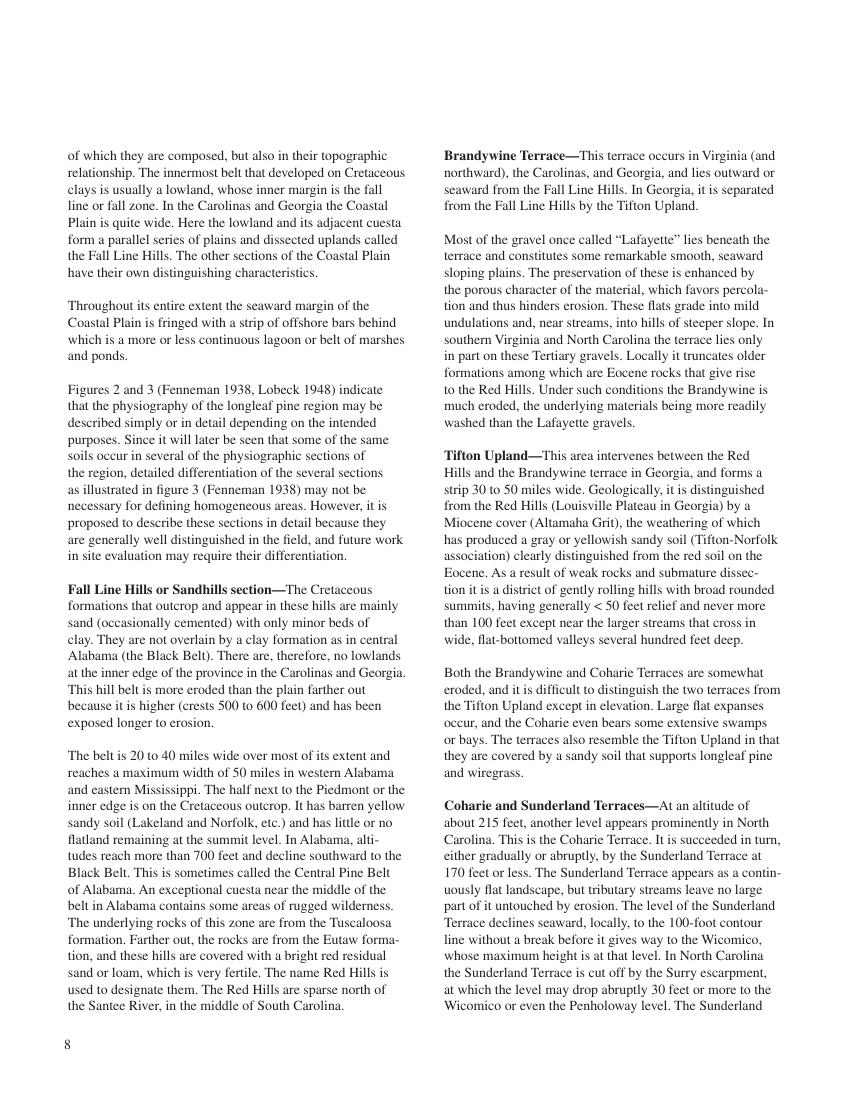 of which they are composed, but also in their topographic
relationship. The innermost belt that developed on Cretaceous
clays is usually a lowland, whose inner margin is the fall
line or fall zone. In the Carolinas and Georgia the Coastal
Plain is quite wide. Here the lowland and its adjacent cuesta
form a parallel series of plains and dissected uplands called
the Fall Line Hills. The other sections of the Coastal Plain
have their own distinguishing characteristics.
Throughout its entire extent the seaward margin of the
Coastal Plain is fringed with a strip of offshore bars behind
which is a more or less continuous lagoon or belt of marshes
and ponds.
Figures 2 and 3 (Fenneman 1938, Lobeck 1948) indicate
that the physiography of the longleaf pine region may be
described simply or in detail depending on the intended
purposes. Since it will later be seen that some of the same
soils occur in several of the physiographic sections of
the region, detailed differentiation of the several sections
as illustrated in figure 3 (Fenneman 1938) may not be
necessary for defining homogeneous areas. However, it is
proposed to describe these sections in detail because they
are generally well distinguished in the field, and future work
in site evaluation may require their differentiation.
Fall Line Hills or Sandhills section—The Cretaceous
formations that outcrop and appear in these hills are mainly
sand (occasionally cemented) with only minor beds of
clay. They are not overlain by a clay formation as in central
Alabama (the Black Belt). There are, therefore, no lowlands
at the inner edge of the province in the Carolinas and Georgia.
This hill belt is more eroded than the plain farther out
because it is higher (crests 500 to 600 feet) and has been
exposed longer to erosion.
The belt is 20 to 40 miles wide over most of its extent and
reaches a maximum width of 50 miles in western Alabama
and eastern Mississippi. The half next to the Piedmont or the
inner edge is on the Cretaceous outcrop. It has barren yellow
sandy soil (Lakeland and Norfolk, etc.) and has little or no
flatland remaining at the summit level. In Alabama, alti-
tudes reach more than 700 feet and decline southward to the
Black Belt. This is sometimes called the Central Pine Belt
of Alabama. An exceptional cuesta near the middle of the
belt in Alabama contains some areas of rugged wilderness.
The underlying rocks of this zone are from the Tuscaloosa
formation. Farther out, the rocks are from the Eutaw forma-
tion, and these hills are covered with a bright red residual
sand or loam, which is very fertile. The name Red Hills is
used to designate them. The Red Hills are sparse north of
the Santee River, in the middle of South Carolina.
Brandywine Terrace—This terrace occurs in Virginia (and
northward), the Carolinas, and Georgia, and lies outward or
seaward from the Fall Line Hills. In Georgia, it is separated
from the Fall Line Hills by the Tifton Upland.
Most of the gravel once called “Lafayette” lies beneath the
terrace and constitutes some remarkable smooth, seaward
sloping plains. The preservation of these is enhanced by
the porous character of the material, which favors percola-
tion and thus hinders erosion. These flats grade into mild
undulations and, near streams, into hills of steeper slope. In
southern Virginia and North Carolina the terrace lies only
in part on these Tertiary gravels. Locally it truncates older
formations among which are Eocene rocks that give rise
to the Red Hills. Under such conditions the Brandywine is
much eroded, the underlying materials being more readily
washed than the Lafayette gravels.
Tifton Upland—This area intervenes between the Red
Hills and the Brandywine terrace in Georgia, and forms a
strip 30 to 50 miles wide. Geologically, it is distinguished
from the Red Hills (Louisville Plateau in Georgia) by a
Miocene cover (Altamaha Grit), the weathering of which
has produced a gray or yellowish sandy soil (Tifton-Norfolk
association) clearly distinguished from the red soil on the
Eocene. As a result of weak rocks and submature dissec-
tion it is a district of gently rolling hills with broad rounded
summits, having generally < 50 feet relief and never more
than 100 feet except near the larger streams that cross in
wide, flat-bottomed valleys several hundred feet deep.
Both the Brandywine and Coharie Terraces are somewhat
eroded, and it is difficult to distinguish the two terraces from
the Tifton Upland except in elevation. Large flat expanses
occur, and the Coharie even bears some extensive swamps
or bays. The terraces also resemble the Tifton Upland in that
they are covered by a sandy soil that supports longleaf pine
and wiregrass.
Coharie and Sunderland Terraces—At an altitude of
about 215 feet, another level appears prominently in North
Carolina. This is the Coharie Terrace. It is succeeded in turn,
either gradually or abruptly, by the Sunderland Terrace at
170 feet or less. The Sunderland Terrace appears as a contin-
uously flat landscape, but tributary streams leave no large
part of it untouched by erosion. The level of the Sunderland
Terrace declines seaward, locally, to the 100-foot contour
line without a break before it gives way to the Wicomico,
whose maximum height is at that level. In North Carolina
the Sunderland Terrace is cut off by the Surry escarpment,
at which the level may drop abruptly 30 feet or more to the
Wicomico or even the Penholoway level. The Sunderland
8